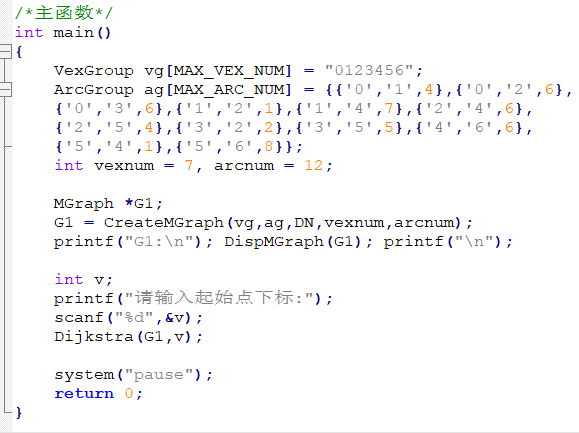 /*主函数*/
int main()
{
    VexGroup vg[MAX_VEX_NUM] = "0123456";
    ArcGroup ag[MAX_ARC_NUM] = {{'0','1',4},{'0','2',6},
    {'0','3',6},{'1','2',1},{'1','4',7},{'2','4',6},
    {'2','5',4},{'3','2',2},{'3','5',5},{'4','6',6},
    {'5','4',1},{'5','6',8}};
    int vexnum = 7, arcnum = 12;

    MGraph *G1;
    G1 = CreateMGraph(vg,ag,DN,vexnum,arcnum);
    printf("G1:\n"); DispMGraph(G1); printf("\n");

    int v;
    printf("请输入起始点下标:");
    scanf("%d",&v);
    Dijkstra(G1,v);

    system("pause");
    return 0;
}